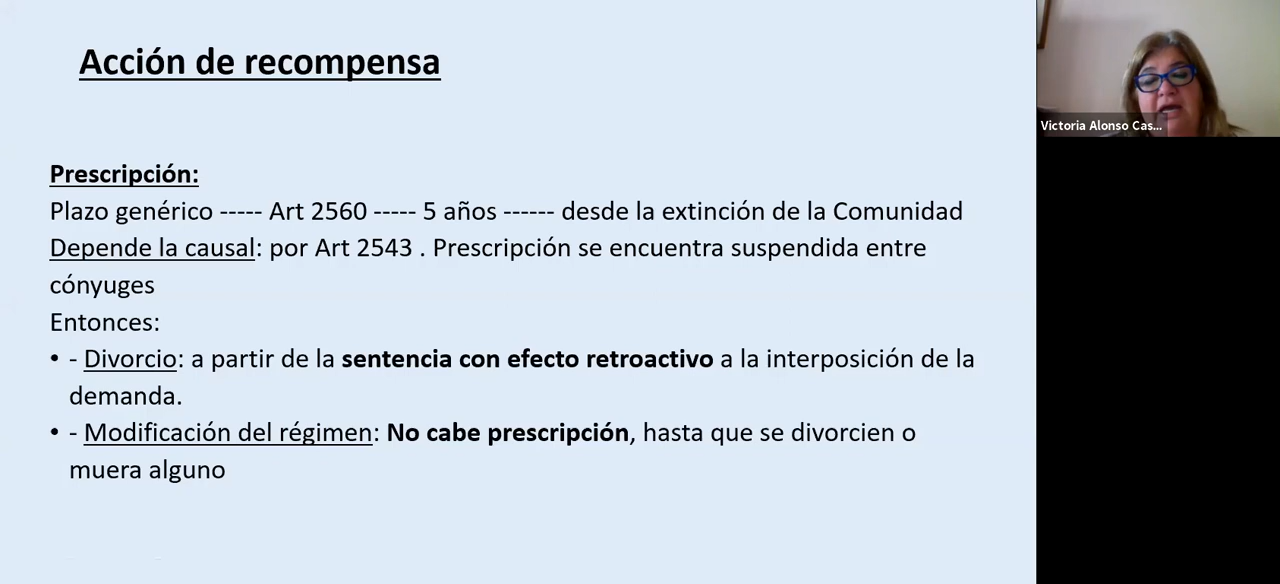 Acción de recompensa
Victoria Alonso Cas...
Prescripción:
Plazo genérico ----- Art 2560 ----- 5 años ------ desde la extinción de la Comunidad
Depende la causal: por Art 2543 . Prescripción se encuentra suspendida entre
cónyuges
Entonces:
• - Divorcio: a partir de la sentencia con efecto retroactivo a la interposición de la
demanda.
• - Modificación del régimen: No cabe prescripción, hasta que se divorcien o
muera alguno